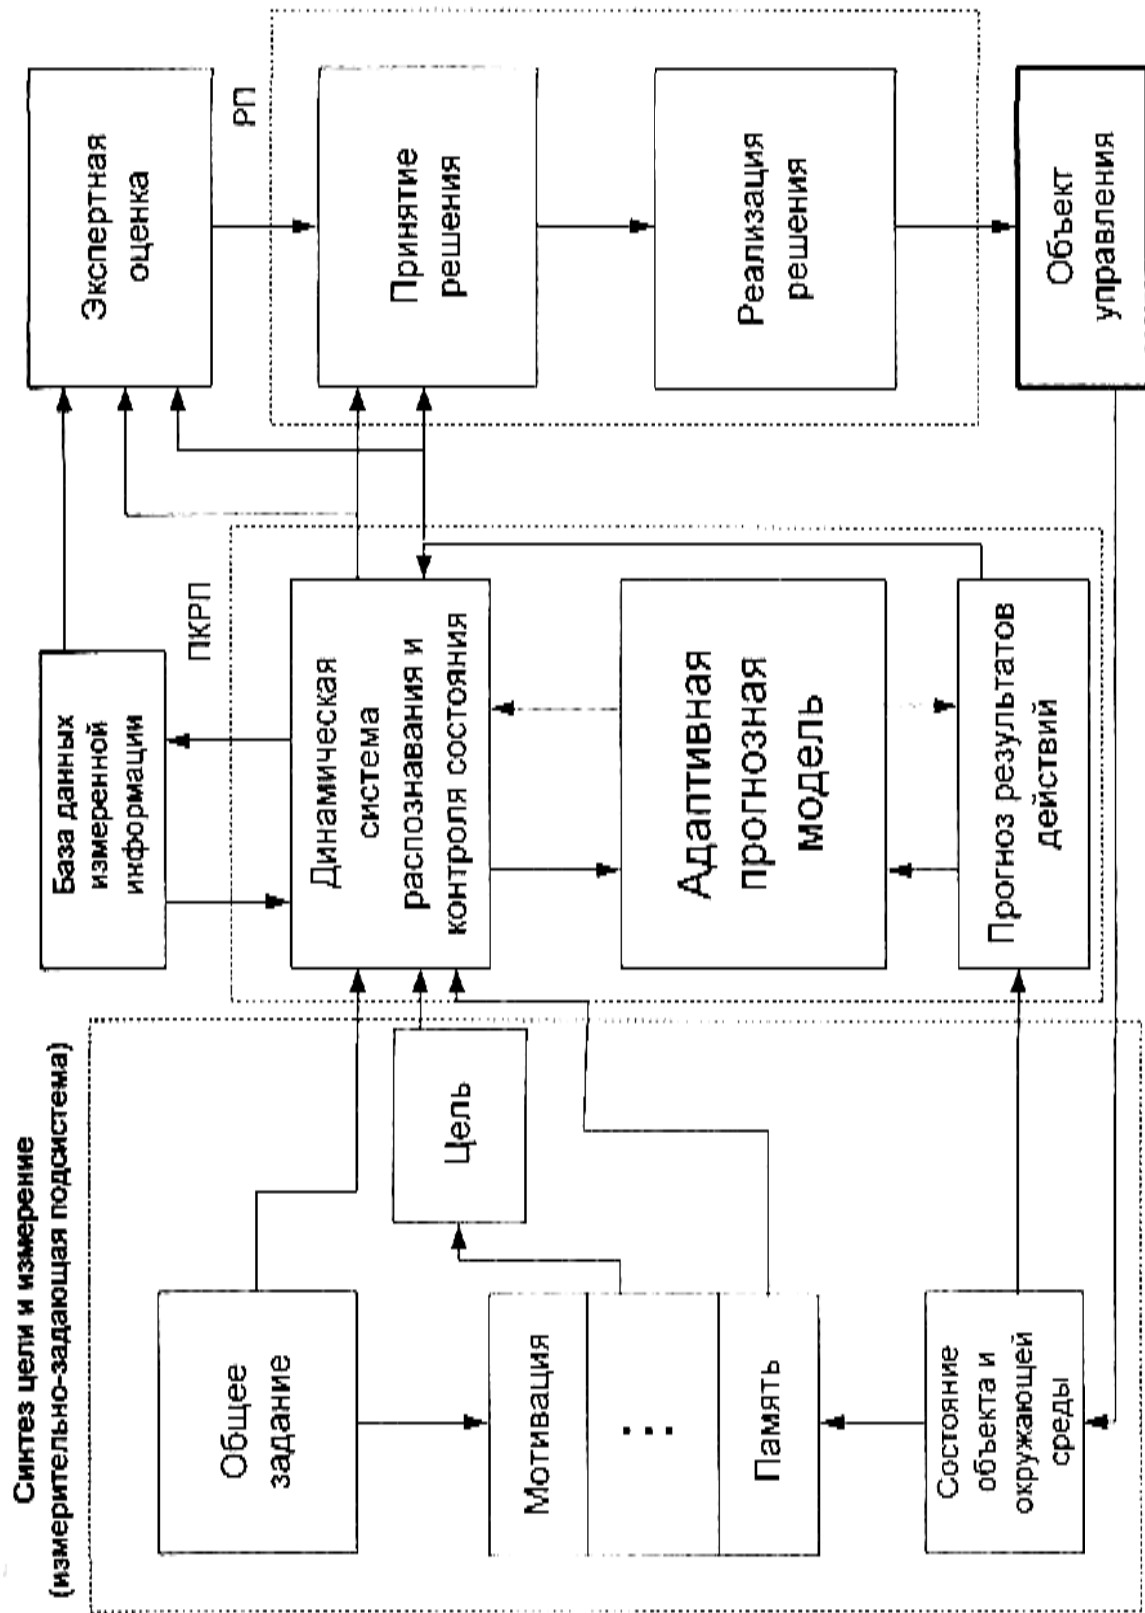 Синтез цели и измерение
(измерительно-задающая подсистема)
Общее
задание
Мотивация
...
Память
Состояние
объекта и
окружающей
среды
Цель
База данных
измеренной
информации
ПКРП
Динамическая
система
распознавания и
контроля состояния
Адаптивная
прогнозная
модель
Прогноз результатов
действий
Экспертная
оценка
РП
Принятие
решения
Реализация
решения
Объект
управления